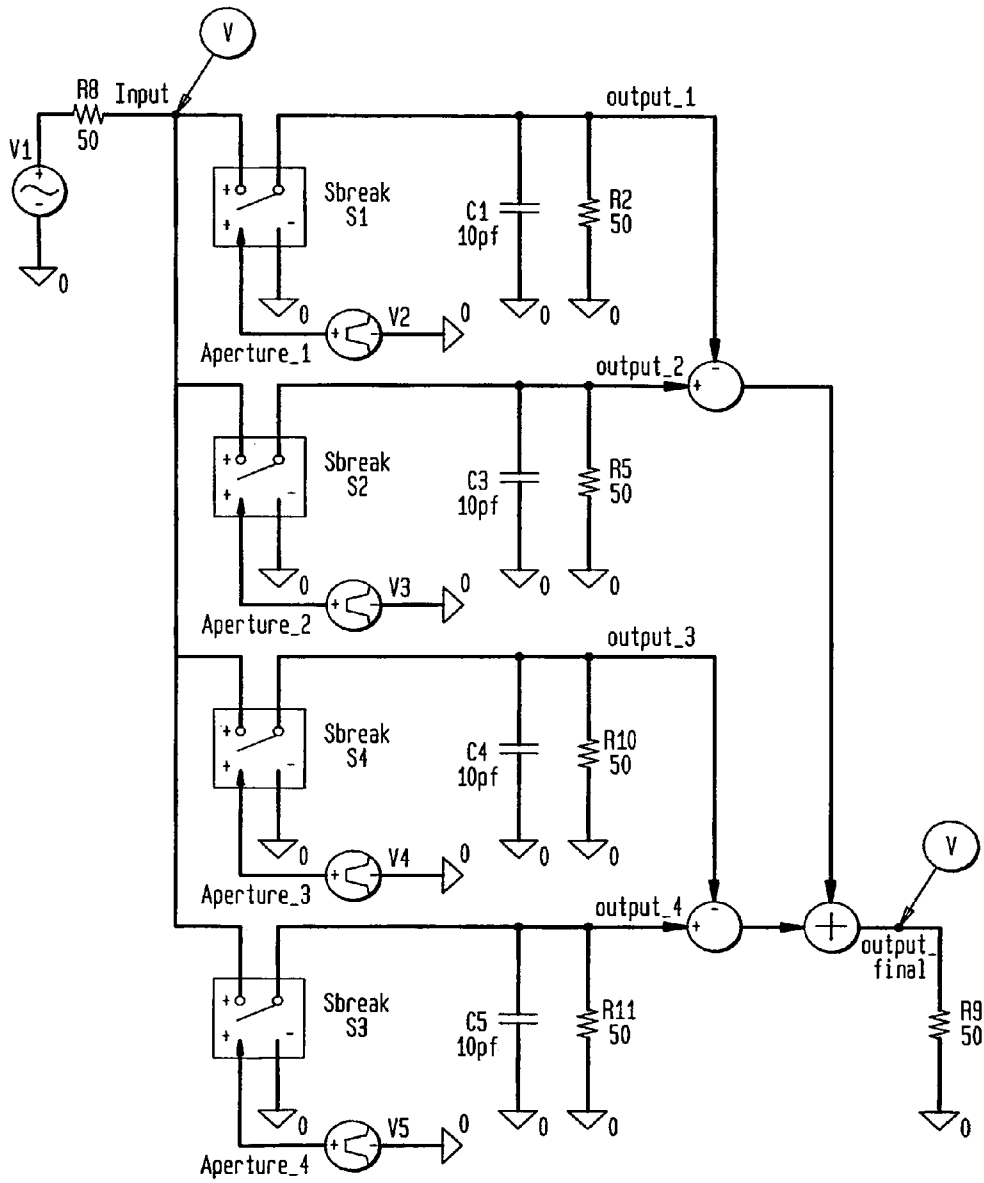 V
R8
Input
50
V1
+
-
0
output_1
+
+
-
Sbreak
S1
C1
10pf
R2
50
0
0
0
Aperture_1
+
-
V2
0
output_2
-
+
+
+
-
Sbreak
S2
C3
10pf
R5
50
0
0
0
Aperture_2
+
-
V3
0
output_3
+
+
-
Sbreak
S4
C4
10pf
R10
50
0
0
0
Aperture_3
+
-
V4
0
V
output_4
-
+
+
output_
final
+
+
-
Sbreak
S3
C5
10pf
R11
50
R9
50
0
0
0
0
Aperture_4
+
-
V5
0